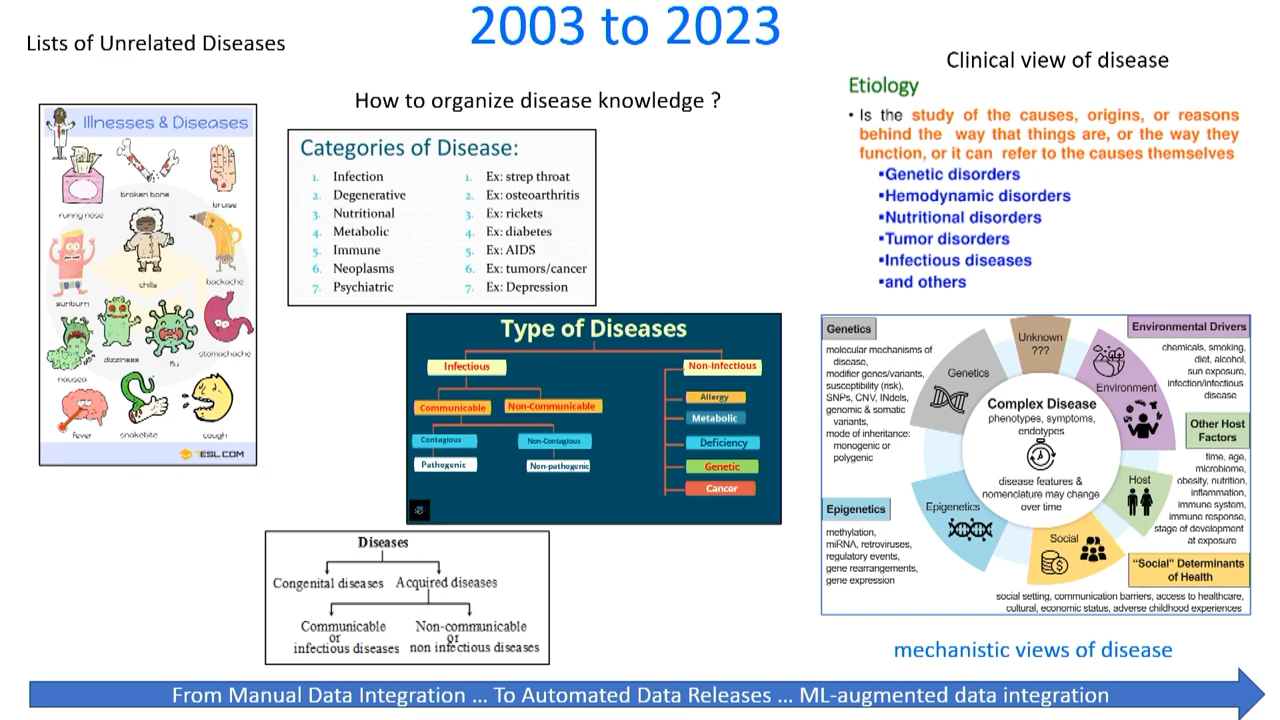 2003 to 2023
Lists of Unrelated Diseases
Illnesses & Diseases
runny nose
broken bone
bruise
sunburn
chills
backache
nausea
dizziness
flu
stomachache
fever
snakebite
cough
7ESL.COM
How to organize disease knowledge ?
Categories of Disease:
1. Infection
2. Degenerative
3. Nutritional
4. Metabolic
5. Immune
6. Neoplasms
7. Psychiatric
1. Ex: strep throat
2. Ex: osteoarthritis
3. Ex: rickets
4. Ex: diabetes
5. Ex: AIDS
6. Ex: tumors/cancer
7. Ex: Depression
Type of Diseases
Infectious
Non-infectious
Communicable
Non-Communicable
Contagious
Non-Contagious
Pathogenic
Non-pathogenic
Allergy
Metabolic
Deficiency
Genetic
Cancer
Diseases
Congenital diseases
Acquired diseases
Communicable
or
infectious diseases
Non-communicable
or
non infectious diseases
Clinical view of disease
Etiology
• Is the study of the causes, origins, or reasons
behind the way that things are, or the way they
function, or it can refer to the causes themselves
▪Genetic disorders
▪Hemodynamic disorders
▪Nutritional disorders
▪Tumor disorders
▪Infectious diseases
▪and others
Genetics
molecular mechanisms of
disease,
modifier genes/variants,
susceptibility (risk),
SNPs, CNV, INdels,
genomic & somatic
variants,
mode of inheritance:
monogenic or
polygenic
Epigenetics
methylation,
miRNA, retroviruses,
regulatory events,
gene rearrangements,
gene expression
Unknown
???
Genetics
Environment
Host
Social
Epigenetics
Complex Disease
phenotypes, symptoms,
endotypes
disease features &
nomenclature may change
over time
Environmental Drivers
chemicals, smoking,
diet, alcohol,
sun exposure,
infection/infectious
disease
Other Host
Factors
time, age,
microbiome,
obesity, nutrition,
inflammation,
immune system,
immune response,
stage of development
at exposure
"Social" Determinants
of Health
social setting, communication barriers, access to healthcare,
cultural, economic status, adverse childhood experiences
mechanistic views of disease
From Manual Data Integration ... To Automated Data Releases ... ML-augmented data integration